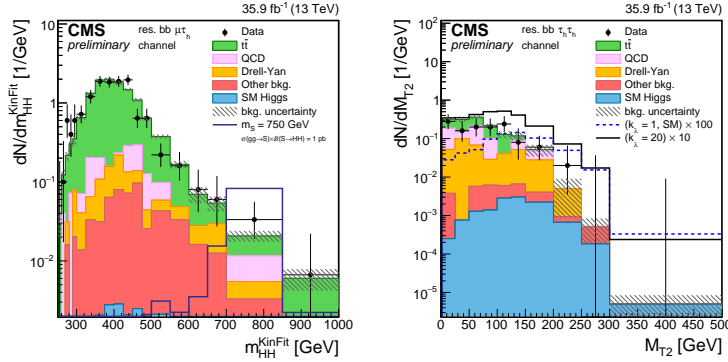 35.9 fb⁻¹ (13 TeV)
CMS
preliminary
res. bb μτ_h
channel
Data
tt̄
QCD
Drell-Yan
Other bkg.
SM Higgs
bkg. uncertainty
m_S = 750 GeV
σ(gg→S)×B(S→HH) = 1 pb
dN/dm_HH^KinFit [1/GeV]
10
1
10⁻¹
10⁻²
300 400 500 600 700 800 900 1000
m_HH^KinFit [GeV]
35.9 fb⁻¹ (13 TeV)
CMS
preliminary
res. bb τ_hτ_h
channel
Data
tt̄
QCD
Drell-Yan
Other bkg.
SM Higgs
bkg. uncertainty
(k_λ = 1, SM) × 100
(k_λ = 20) × 10
dN/dM_T2 [1/GeV]
10²
10
1
10⁻¹
10⁻²
10⁻³
10⁻⁴
10⁻⁵
0 50 100 150 200 250 300 350 400 450 500
M_T2 [GeV]